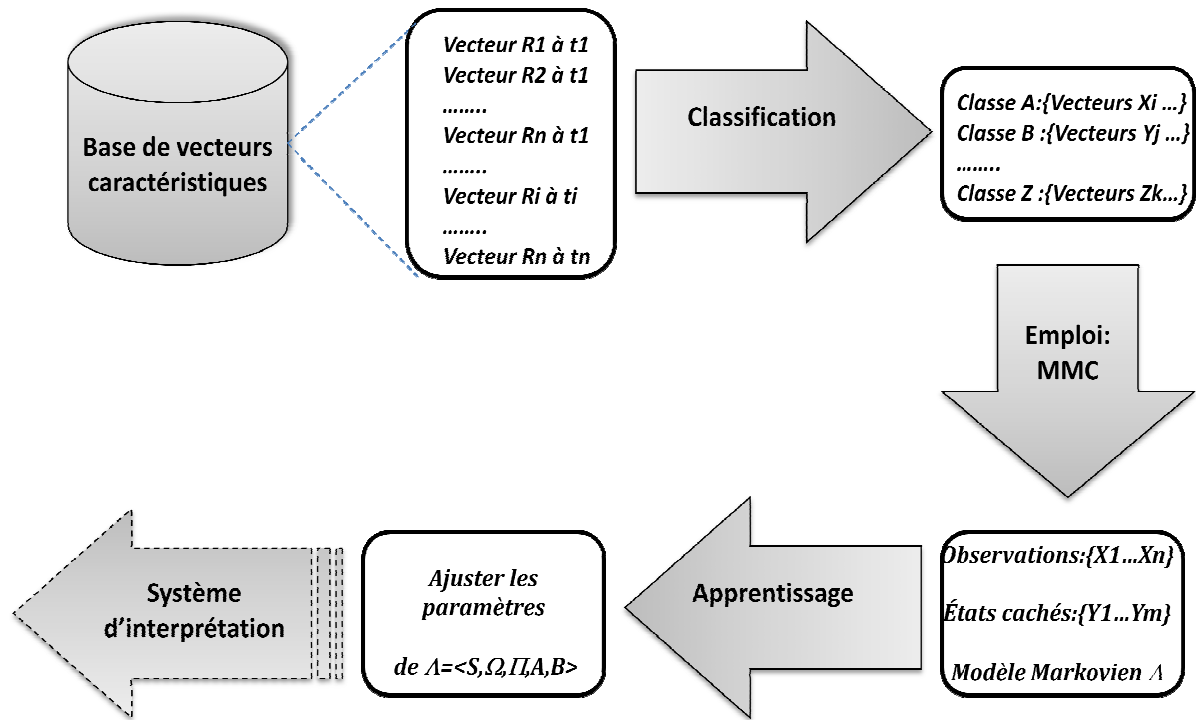 Base de vecteurs
caractéristiques
Vecteur R1 à t1
Vecteur R2 à t1
........
Vecteur Rn à t1
........
Vecteur Ri à ti
........
Vecteur Rn à tn
Classification
Classe A:{Vecteurs Xi ...}
Classe B :{Vecteurs Yj ...}
........
Classe Z :{Vecteurs Zk...}
Emploi:
MMC
Observations:{X1...Xn}
États cachés:{Y1...Ym}
Modèle Markovien Λ
Apprentissage
Ajuster les
paramètres
de Λ=<S,Ω,Π,A,B>
Système
d'interprétation